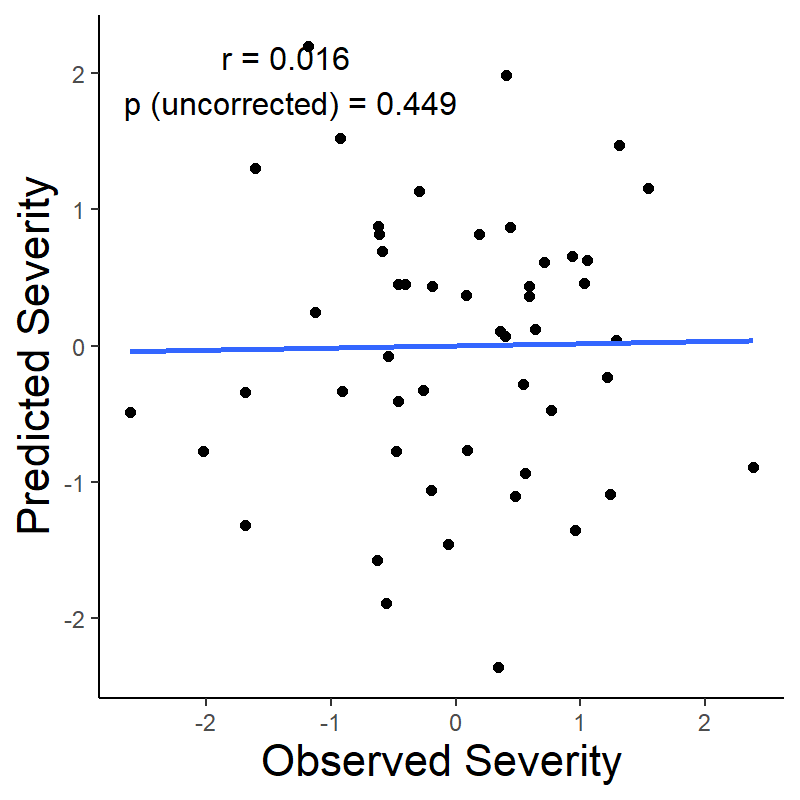 r = 0.016
p (uncorrected) = 0.449
Predicted Severity
2
1
0
-1
-2
-2
-1
0
1
2
Observed Severity